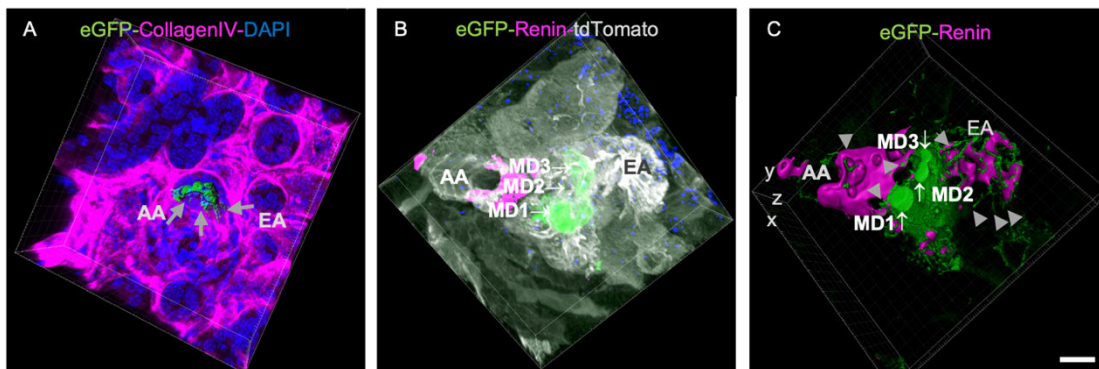 A eGFP-CollagenIV-DAPI
AA
EA
B eGFP-Renin-tdTomato
AA
MD3→
MD2→
MD1→
EA
C eGFP-Renin
EA
MD3↓
AA
y
z
x
MD2
MD1↑
↑